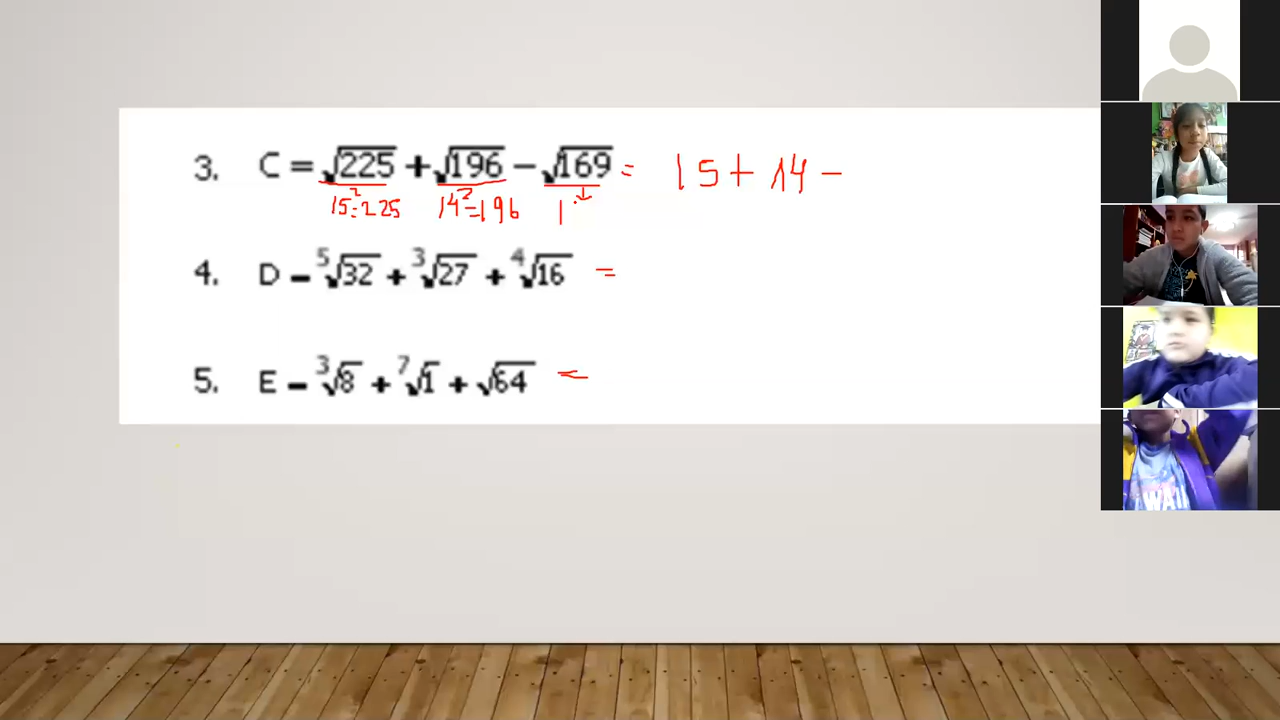 3. C = √225 + √196 − √169 = 15 + 14 −
15² = 225 14² = 196 1
4. D = ⁵√32 + ³√27 + ⁴√16 =
5. E = ³√8 + ⁷√1 + √64 =